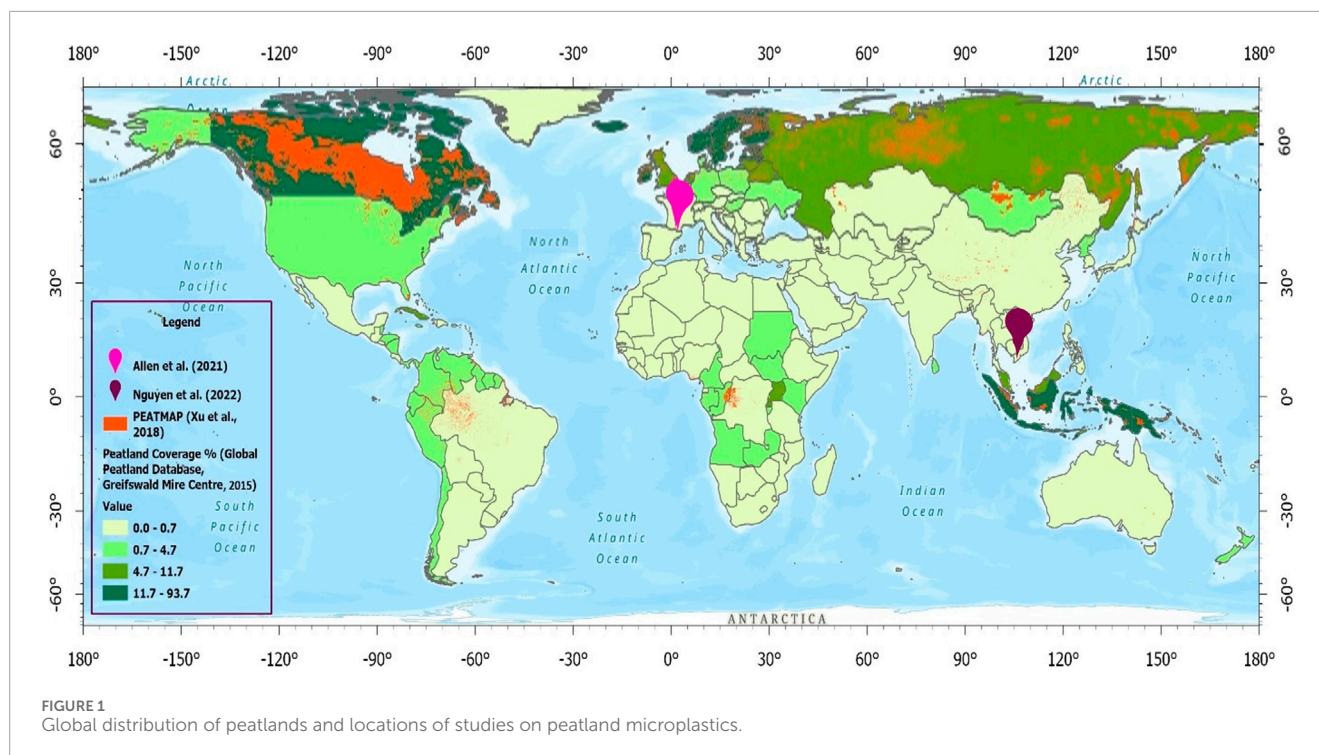 180° -150° -120° -90° -30° 0° 30° 90° 120° 150° 180°
Arctic
Ocean
Arctic
60°
30°
0°
-30°
-60°
60°
30°
0°
-30°
-60°
North
Pacific
Ocean
North
Atlantic
Ocean
North
Pacific
Ocean
South
Pacific
Ocean
South
Atlantic
Ocean
Indian
Ocean
ANTARCTICA
Legend
Allen et al. (2021)
Nguyen et al. (2022)
PEATMAP (Xu et al.,
2018)
Peatland Coverage % (Global
Peatland Database,
Greifswald Mire Centre, 2015)
Value
0.0 - 0.7
0.7 - 4.7
4.7 - 11.7
11.7 - 93.7
180° -150° -120° -90° -30° 0° 30° 90° 120° 150° 180°
FIGURE 1
Global distribution of peatlands and locations of studies on peatland microplastics.